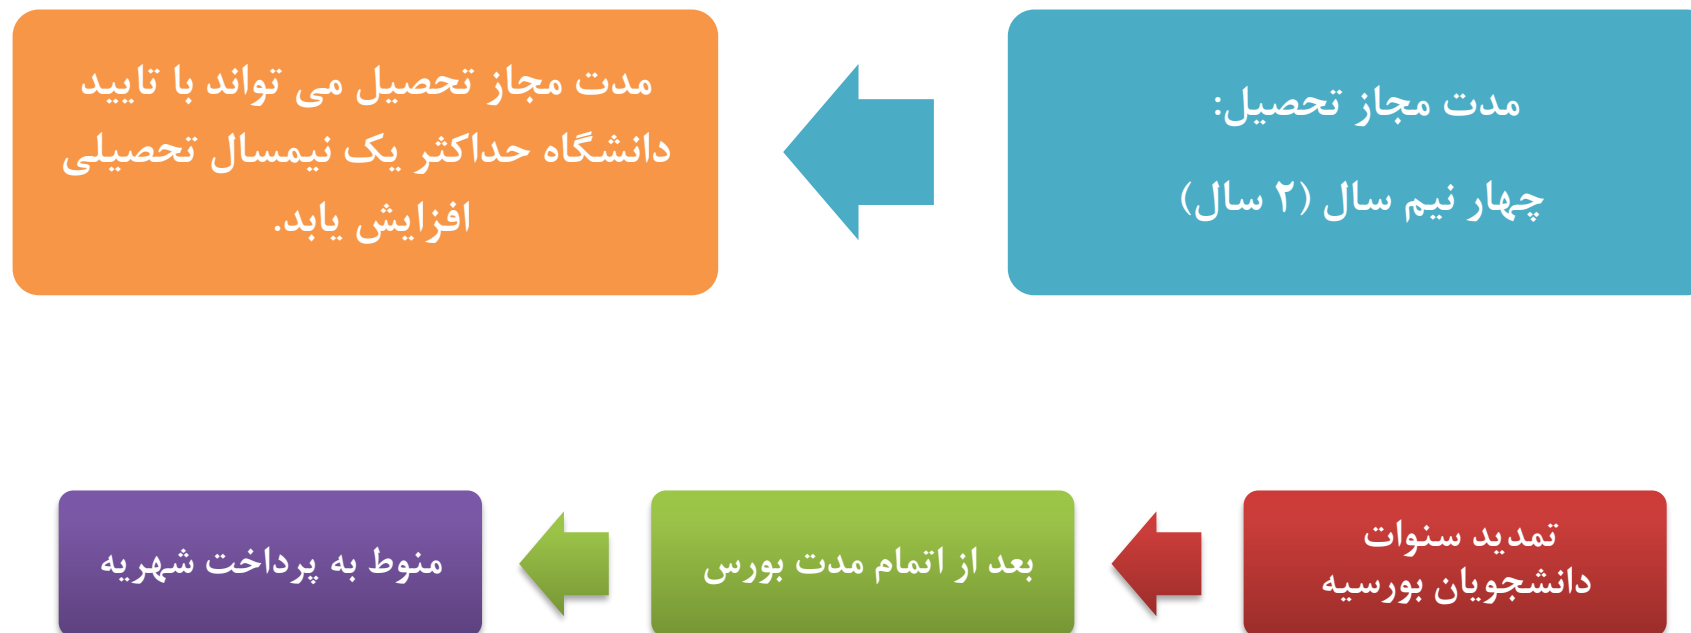 مدت مجاز تحصیل:
چهار نیم سال (۲ سال)
مدت مجاز تحصیل می تواند با تایید
دانشگاه حداکثر یک نیمسال تحصیلی
افزایش یابد.
تمدید سنوات
دانشجویان بورسیه
بعد از اتمام مدت بورس
منوط به پرداخت شهریه